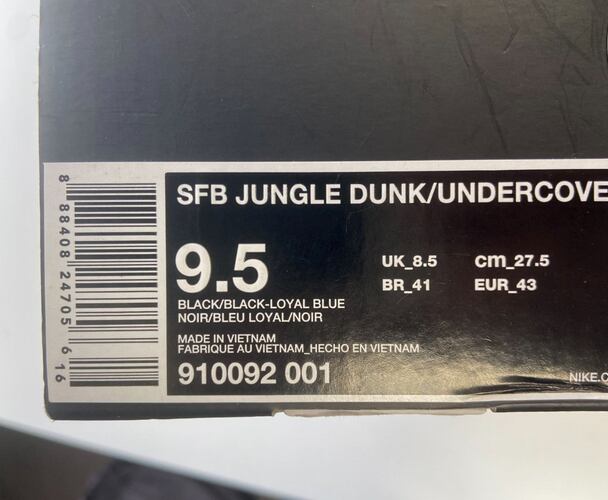 SFB JUNGLE DUNK/UNDERCOVE
9.5
UK_8.5 cm_27.5
BR_41 EUR_43
BLACK/BLACK-LOYAL BLUE
NOIR/BLEU LOYAL/NOIR
MADE IN VIETNAM
FABRIQUE AU VIETNAM_HECHO EN VIETNAM
910092 001
NIKE.C
8 88408 24705 6 16